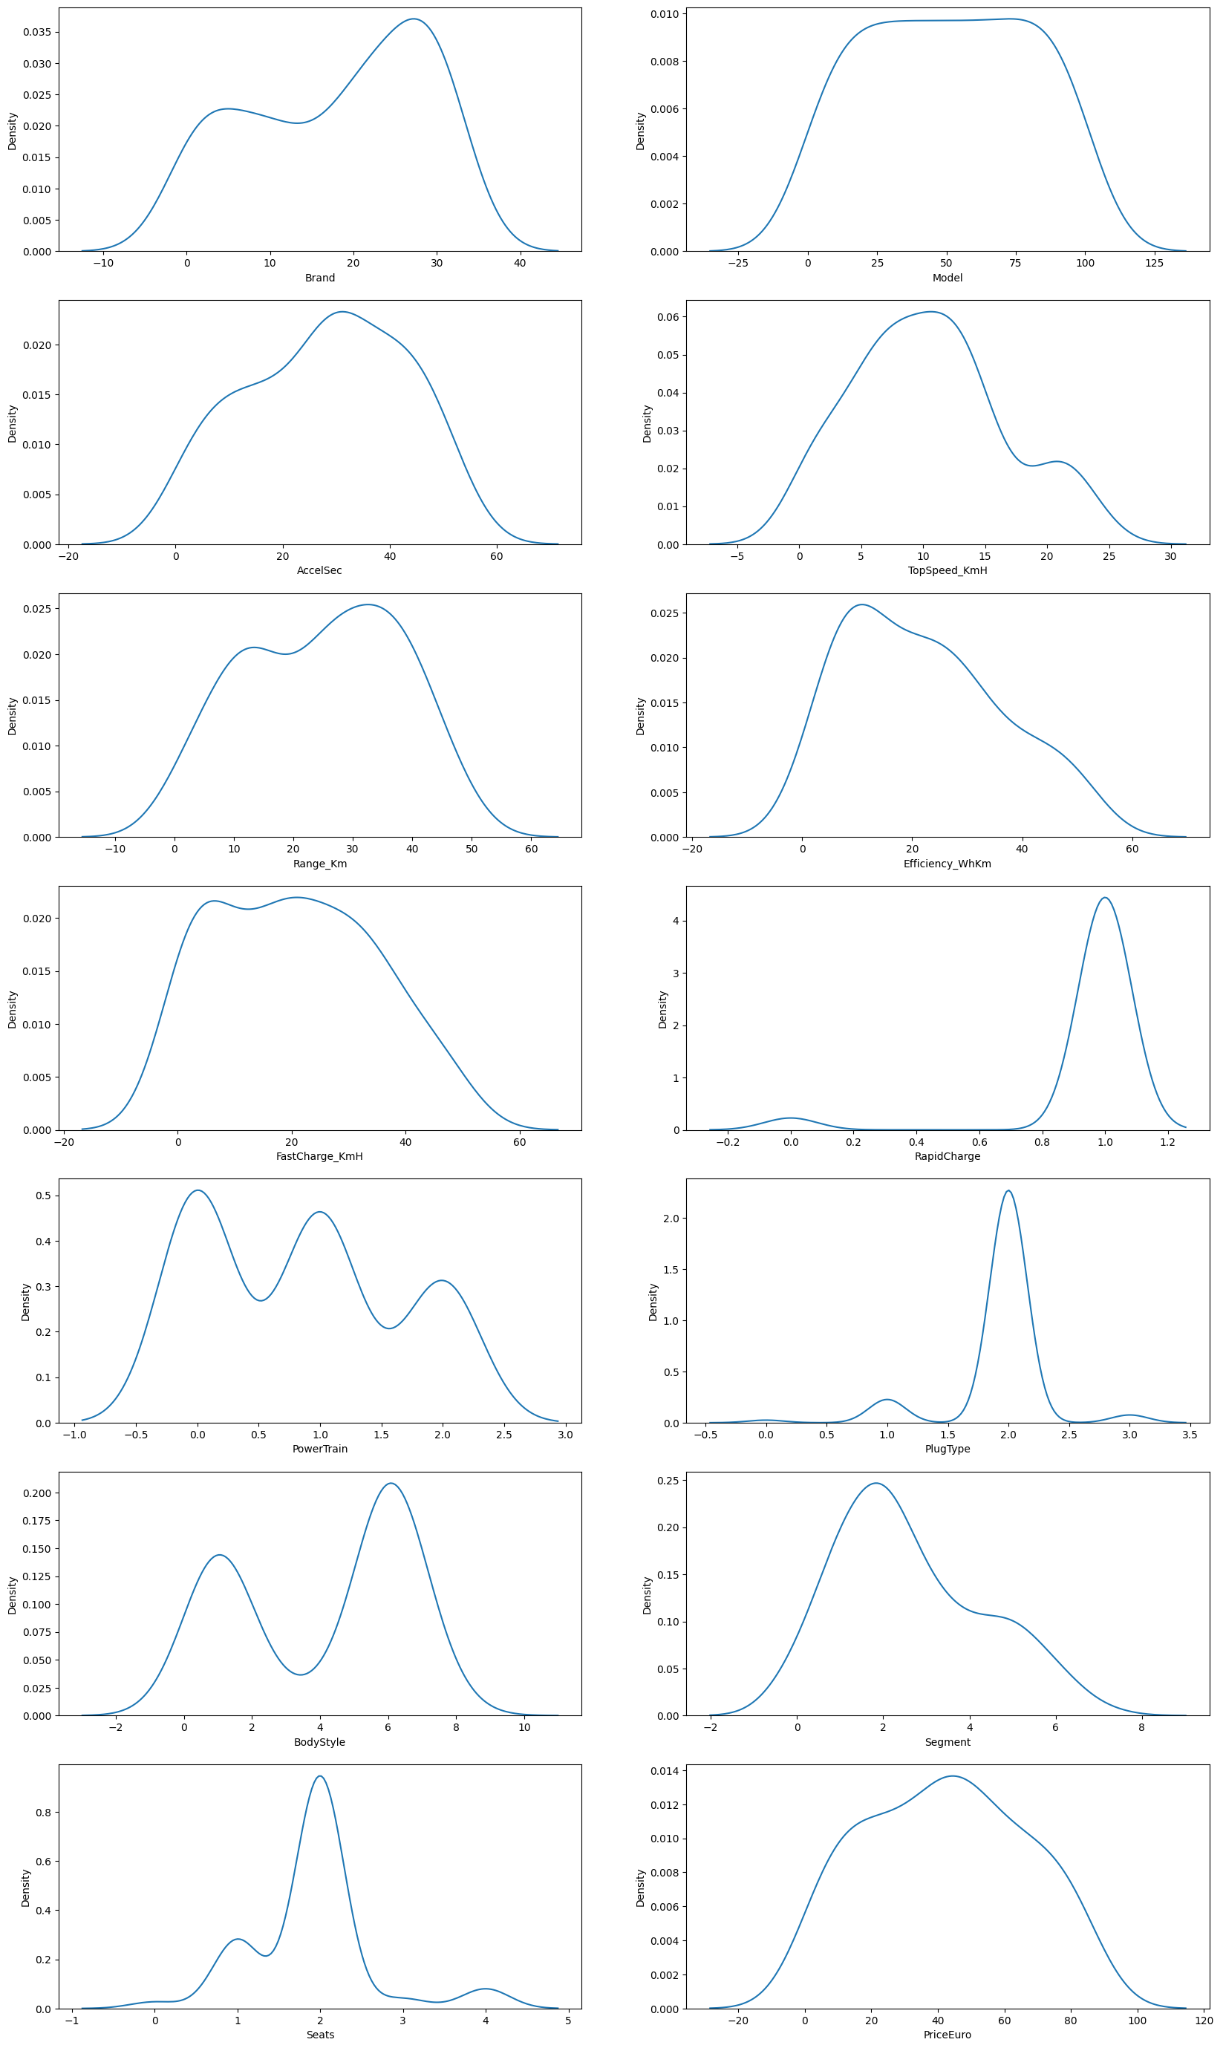 Density
0.035
0.030
0.025
0.020
0.015
0.010
0.005
0.000
−10 0 10 20 30 40
Brand
Density
0.010
0.008
0.006
0.004
0.002
0.000
−25 0 25 50 75 100 125
Model
Density
0.020
0.015
0.010
0.005
0.000
−20 0 20 40 60
AccelSec
Density
0.06
0.05
0.04
0.03
0.02
0.01
0.00
−5 0 5 10 15 20 25 30
TopSpeed_KmH
Density
0.025
0.020
0.015
0.010
0.005
0.000
−10 0 10 20 30 40 50 60
Range_Km
Density
0.025
0.020
0.015
0.010
0.005
0.000
−20 0 20 40 60
Efficiency_WhKm
Density
0.020
0.015
0.010
0.005
0.000
−20 0 20 40 60
FastCharge_KmH
Density
4
3
2
1
0
−0.2 0.0 0.2 0.4 0.6 0.8 1.0 1.2
RapidCharge
Density
0.5
0.4
0.3
0.2
0.1
0.0
−1.0 −0.5 0.0 0.5 1.0 1.5 2.0 2.5 3.0
PowerTrain
Density
2.0
1.5
1.0
0.5
0.0
−0.5 0.0 0.5 1.0 1.5 2.0 2.5 3.0 3.5
PlugType
Density
0.200
0.175
0.150
0.125
0.100
0.075
0.050
0.025
0.000
−2 0 2 4 6 8 10
BodyStyle
Density
0.25
0.20
0.15
0.10
0.05
0.00
−2 0 2 4 6 8
Segment
Density
0.8
0.6
0.4
0.2
0.0
−1 0 1 2 3 4 5
Seats
Density
0.014
0.012
0.010
0.008
0.006
0.004
0.002
0.000
−20 0 20 40 60 80 100 120
PriceEuro